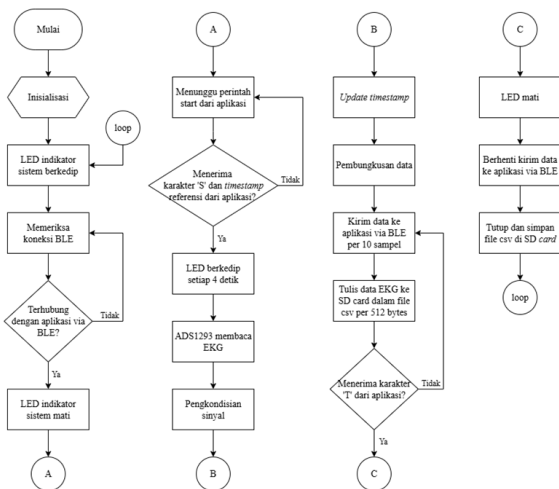 Mulai
Inisialisasi
loop
LED indikator
sistem berkedip
Memeriksa
koneksi BLE
Terhubung
dengan aplikasi via
BLE?
Tidak
Ya
LED indikator
sistem mati
A
A
Menunggu perintah
start dari aplikasi
Menerima
karakter 'S' dan timestamp
referensi dari aplikasi?
Tidak
Ya
LED berkedip
setiap 4 detik
ADS1293 membaca
EKG
Pengkondisian
sinyal
B
B
Update timestamp
Pembungkusan data
Kirim data ke
aplikasi via BLE
per 10 sampel
Tulis data EKG ke
SD card dalam file
csv per 512 bytes
Menerima karakter
'T' dari aplikasi?
Tidak
Ya
C
C
LED mati
Berhenti kirim data
ke aplikasi via BLE
Tutup dan simpan
file csv di SD card
loop